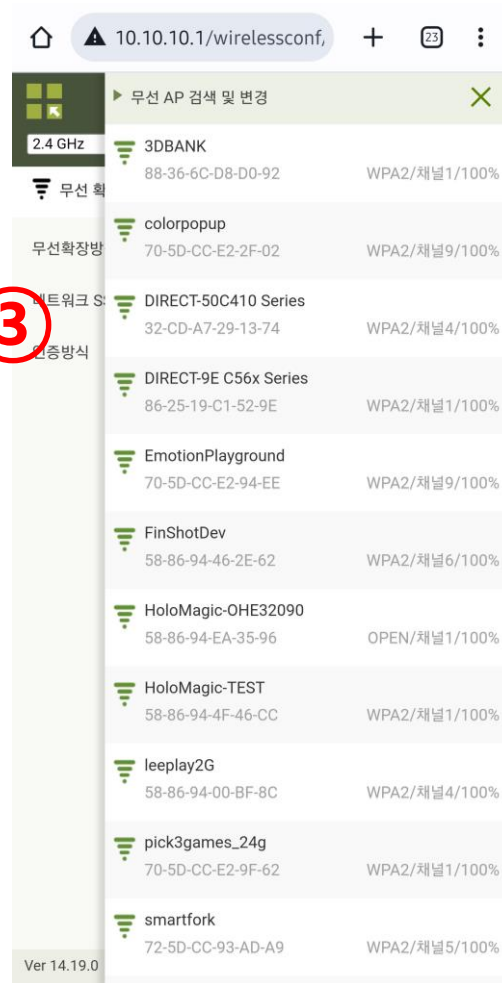 10.10.10.1/wirelessconf,
23
무선 AP 검색 및 변경
2.4 GHz
무선 확
무선확장방
네트워크 S
③
인증방식
3DBANK
88-36-6C-D8-D0-92 WPA2/채널1/100%
colorpopup
70-5D-CC-E2-2F-02 WPA2/채널9/100%
DIRECT-50C410 Series
32-CD-A7-29-13-74 WPA2/채널4/100%
DIRECT-9E C56x Series
86-25-19-C1-52-9E WPA2/채널1/100%
EmotionPlayground
70-5D-CC-E2-94-EE WPA2/채널9/100%
FinShotDev
58-86-94-46-2E-62 WPA2/채널6/100%
HoloMagic-OHE32090
58-86-94-EA-35-96 OPEN/채널1/100%
HoloMagic-TEST
58-86-94-4F-46-CC WPA2/채널1/100%
leeplay2G
58-86-94-00-BF-8C WPA2/채널4/100%
pick3games_24g
70-5D-CC-E2-9F-62 WPA2/채널1/100%
smartfork
72-5D-CC-93-AD-A9 WPA2/채널5/100%
Ver 14.19.0